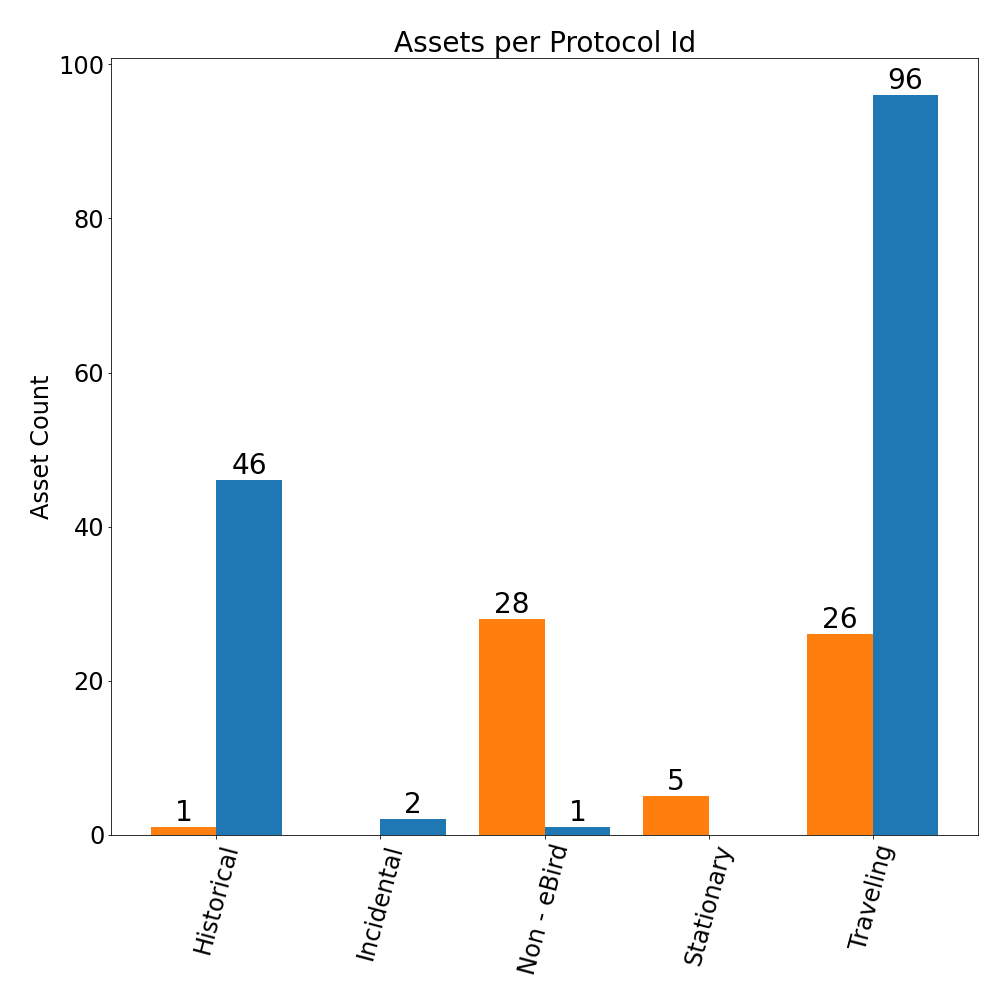 Assets per Protocol Id
Asset Count
100
80
60
40
20
0
1
46
2
28
1
5
26
96
Historical
Incidental
Non - eBird
Stationary
Traveling